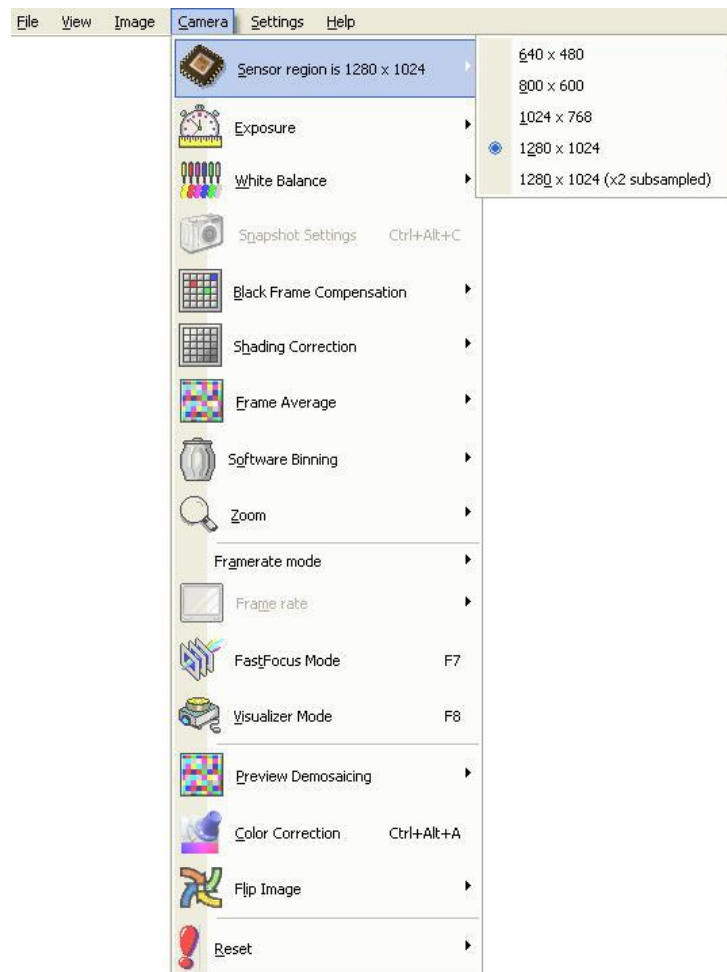 File View Image Camera Settings Help
Sensor region is 1280 x 1024
640 x 480
800 x 600
1024 x 768
1280 x 1024
1280 x 1024 (x2 subsampled)
Exposure
White Balance
Snapshot Settings Ctrl+Alt+C
Black Frame Compensation
Shading Correction
Frame Average
Software Binning
Zoom
Framerate mode
Frame rate
FastFocus Mode F7
Visualizer Mode F8
Preview Demosaicing
Color Correction Ctrl+Alt+A
Flip Image
Reset